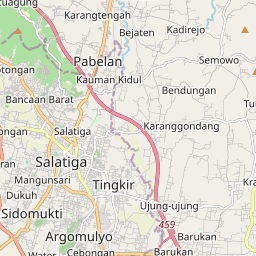 Karangtengah
Bejaten
Kadirejo
Pabelan
Semowo
Kauman Kidul
Bendungan
Bancaan Barat
Salatiga
Karanggondang
Salatiga
Mangunsari
Tingkir
Dukuh
Ujung-ujung
Sidomukti
459
Argomulyo
Barukan
Cebongan
Barukan